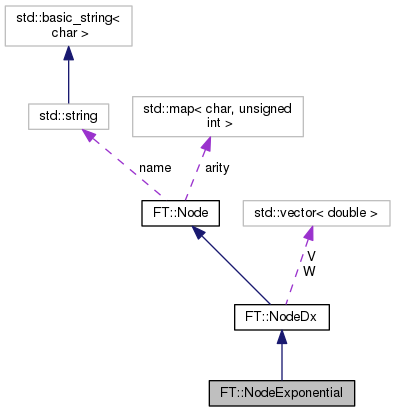 std::basic_string<
char >
std::string
std::map< char, unsigned
int >
name
arity
FT::Node
std::vector< double >
V
W
FT::NodeDx
FT::NodeExponential